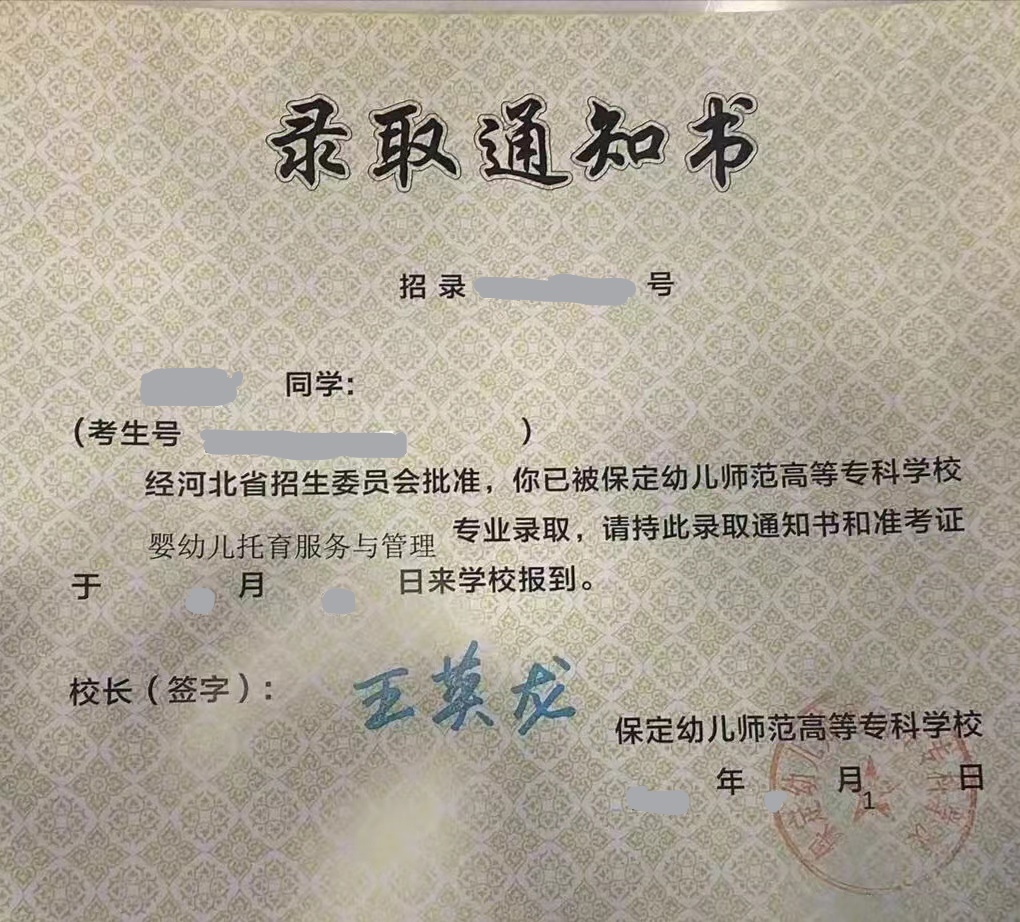 录取通知书
招录 号
同学:
(考生号 )
经河北省招生委员会批准，你已被保定幼儿师范高等专科学校
婴幼儿托育服务与管理 专业录取，请持此录取通知书和准考证
于 月 日来学校报到。
校长（签字）: 王英龙
保定幼儿师范高等专科学校
年 月1 日